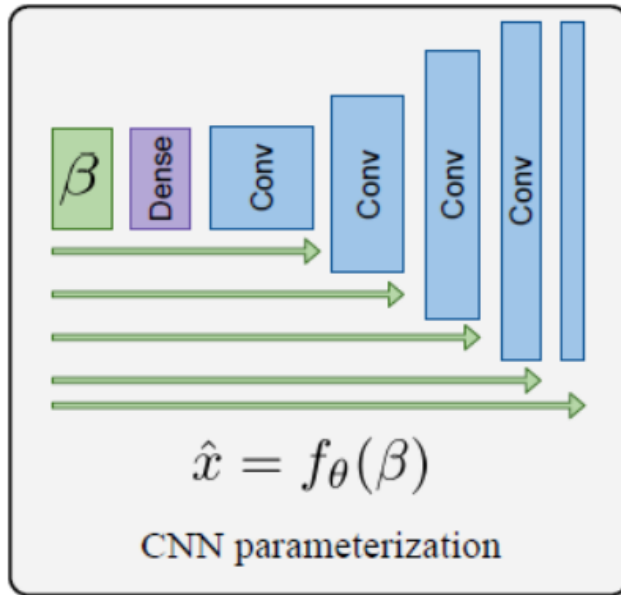 β
Dense
Conv
Conv
Conv
Conv
x̂ = f_θ(β)
CNN parameterization